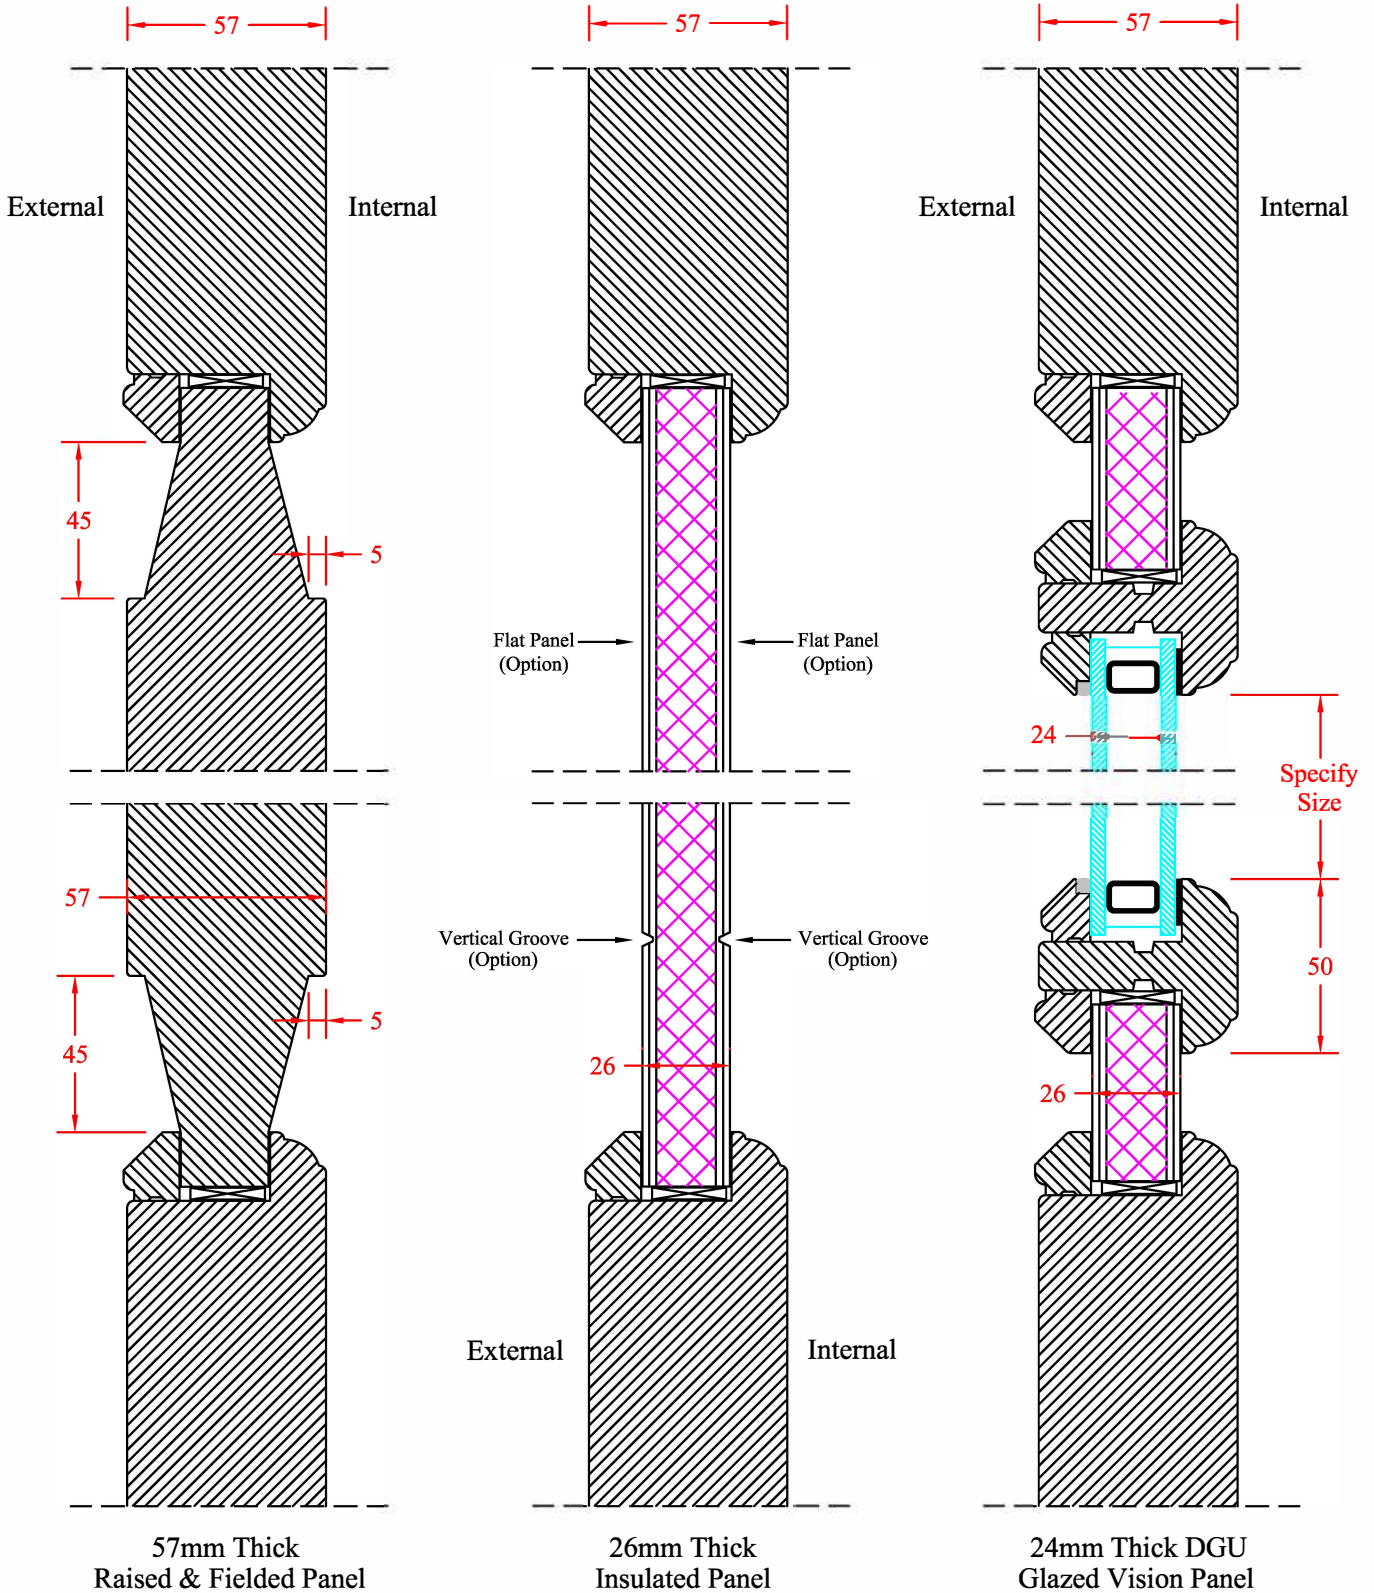 57
57
57
External
Internal
External
Internal
45
5
Flat Panel
(Option)
Flat Panel
(Option)
24
Specify
Size
57
Vertical Groove
(Option)
Vertical Groove
(Option)
50
5
45
26
26
External
Internal
57mm Thick
Raised & Fielded Panel
26mm Thick
Insulated Panel
24mm Thick DGU
Glazed Vision Panel